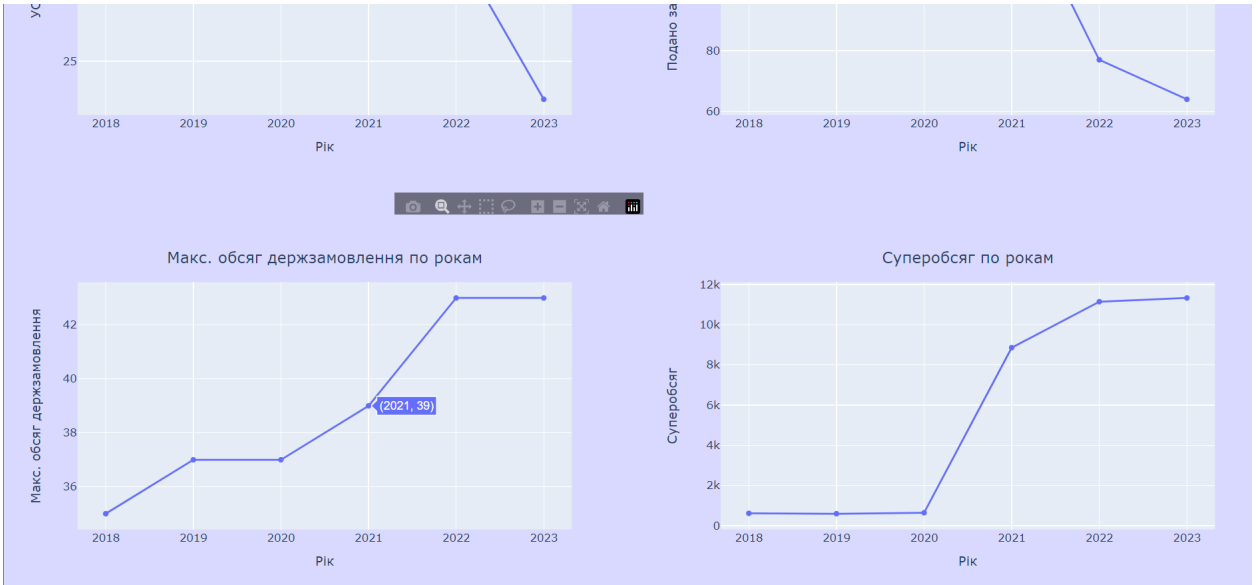 25
2018 2019 2020 2021 2022 2023
Рік
Подано за
80
60
2018 2019 2020 2021 2022 2023
Рік
Макс. обсяг держзамовлення по рокам
Макс. обсяг держзамовлення
42
40
38
36
(2021, 39)
2018 2019 2020 2021 2022 2023
Рік
Суперобсяг по рокам
Суперобсяг
12k
10k
8k
6k
4k
2k
0
2018 2019 2020 2021 2022 2023
Рік